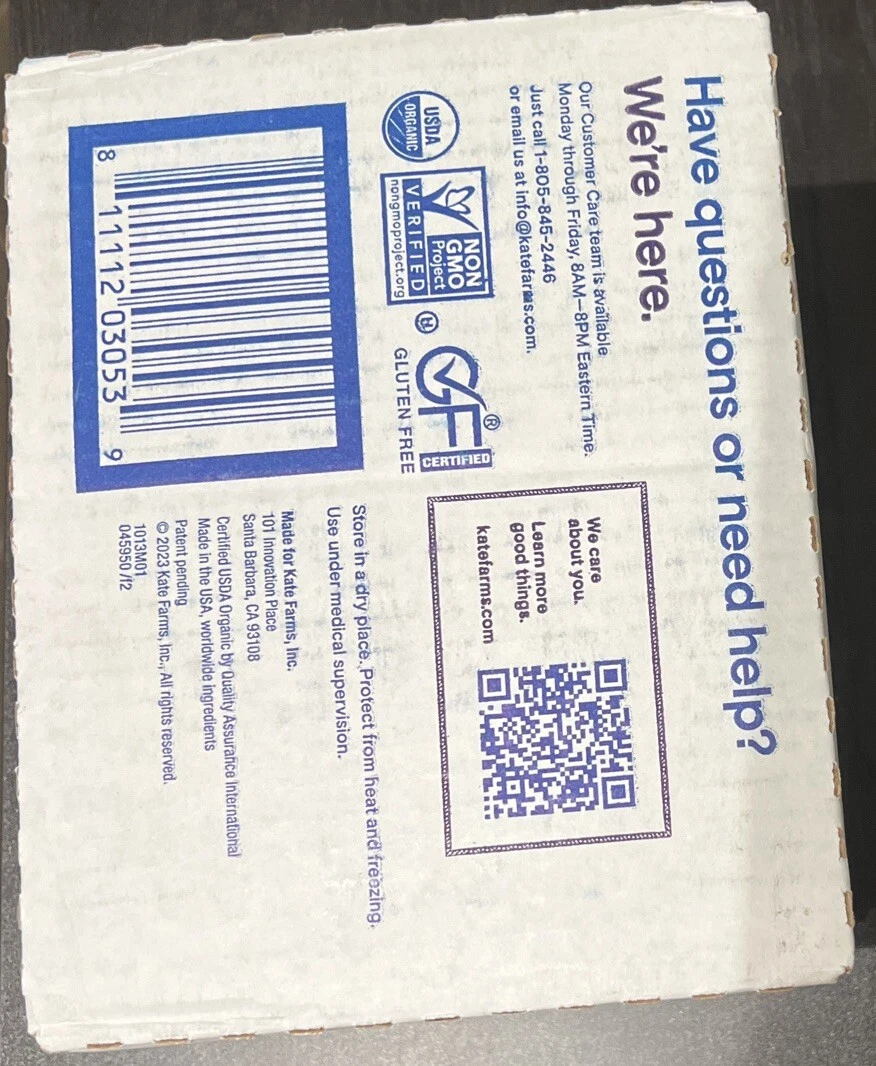 Have questions or need help?
We're here.
Our Customer Care team is available
Monday through Friday, 8AM–8PM Eastern Time.
Just call 1-805-845-2446
or email us at info@katefarms.com.
USDA
ORGANIC
NON
GMO
Project
VERIFIED
nongmoproject.org
U
GF®
CERTIFIED
GLUTEN FREE
8 11112 03053 9
We care
about you.
Learn more
good things.
katefarms.com
Store in a dry place. Protect from heat and freezing.
Use under medical supervision.
Made for Kate Farms, Inc.
101 Innovation Place
Santa Barbara, CA 93108
Certified USDA Organic by Quality Assurance International
Made in the USA, worldwide ingredients
Patent pending
© 2023 Kate Farms, Inc., All rights reserved.
1013M01
045950 /12